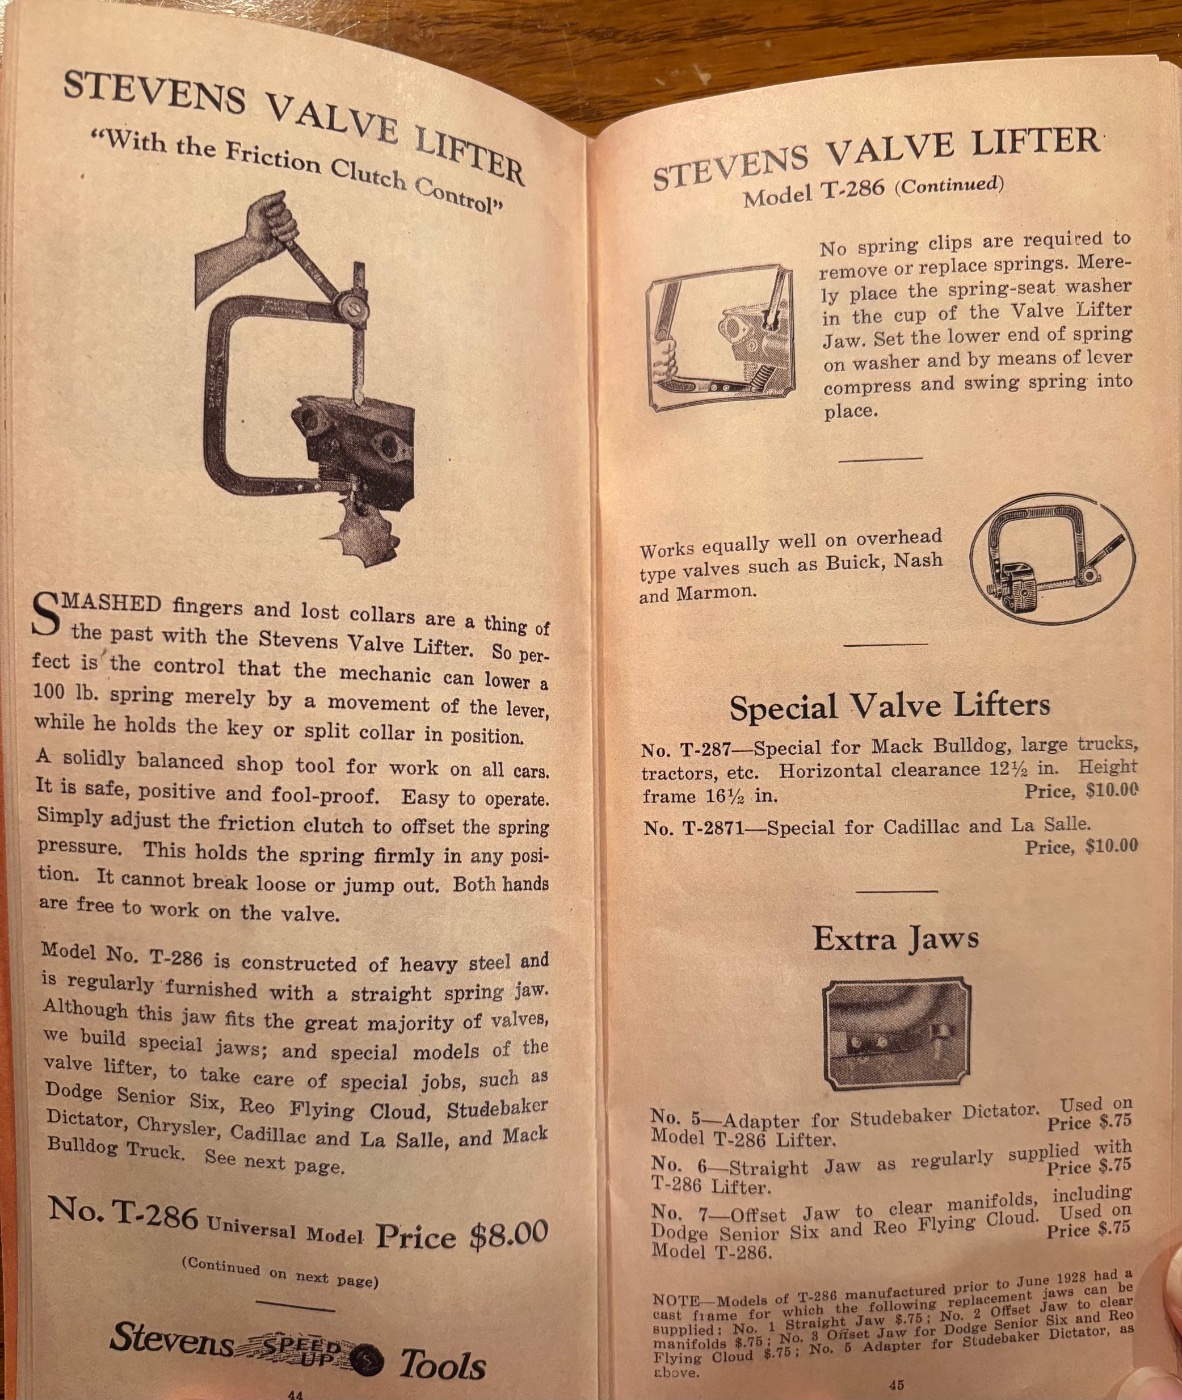 STEVENS VALVE LIFTER
“With the Friction Clutch Control”
SMASHED fingers and lost collars are a thing of
the past with the Stevens Valve Lifter. So per-
fect is the control that the mechanic can lower a
100 lb. spring merely by a movement of the lever,
while he holds the key or split collar in position.
A solidly balanced shop tool for work on all cars.
It is safe, positive and fool-proof. Easy to operate.
Simply adjust the friction clutch to offset the spring
pressure. This holds the spring firmly in any posi-
tion. It cannot break loose or jump out. Both hands
are free to work on the valve.
Model No. T-286 is constructed of heavy steel and
is regularly furnished with a straight spring jaw.
Although this jaw fits the great majority of valves,
we build special jaws; and special models of the
valve lifter, to take care of special jobs, such as
Dodge Senior Six, Reo Flying Cloud, Studebaker
Dictator, Chrysler, Cadillac and La Salle, and Mack
Bulldog Truck. See next page.
No. T-286 Universal Model Price $8.00
(Continued on next page)
Stevens SPEED UP Tools
44
STEVENS VALVE LIFTER
Model T-286 (Continued)
No spring clips are required to
remove or replace springs. Mere-
ly place the spring-seat washer
in the cup of the Valve Lifter
Jaw. Set the lower end of spring
on washer and by means of lever
compress and swing spring into
place.
Works equally well on overhead
type valves such as Buick, Nash
and Marmon.
Special Valve Lifters
No. T-287—Special for Mack Bulldog, large trucks,
tractors, etc. Horizontal clearance 12½ in. Height
frame 16½ in. Price, $10.00
No. T-2871—Special for Cadillac and La Salle.
Price, $10.00
Extra Jaws
No. 5—Adapter for Studebaker Dictator. Used on
Model T-286 Lifter. Price $.75
No. 6—Straight Jaw as regularly supplied with
T-286 Lifter. Price $.75
No. 7—Offset Jaw to clear manifolds, including
Dodge Senior Six and Reo Flying Cloud. Used on
Model T-286. Price $.75
NOTE—Models of T-286 manufactured prior to June 1928 had a
cast frame for which the following replacement jaws can be
supplied: No. 1 Straight Jaw $.75; No. 2 Offset Jaw to clear
manifolds $.75; No. 3 Offset Jaw for Dodge Senior Six and Reo
Flying Cloud $.75; No. 5 Adapter for Studebaker Dictator, as
above.
45